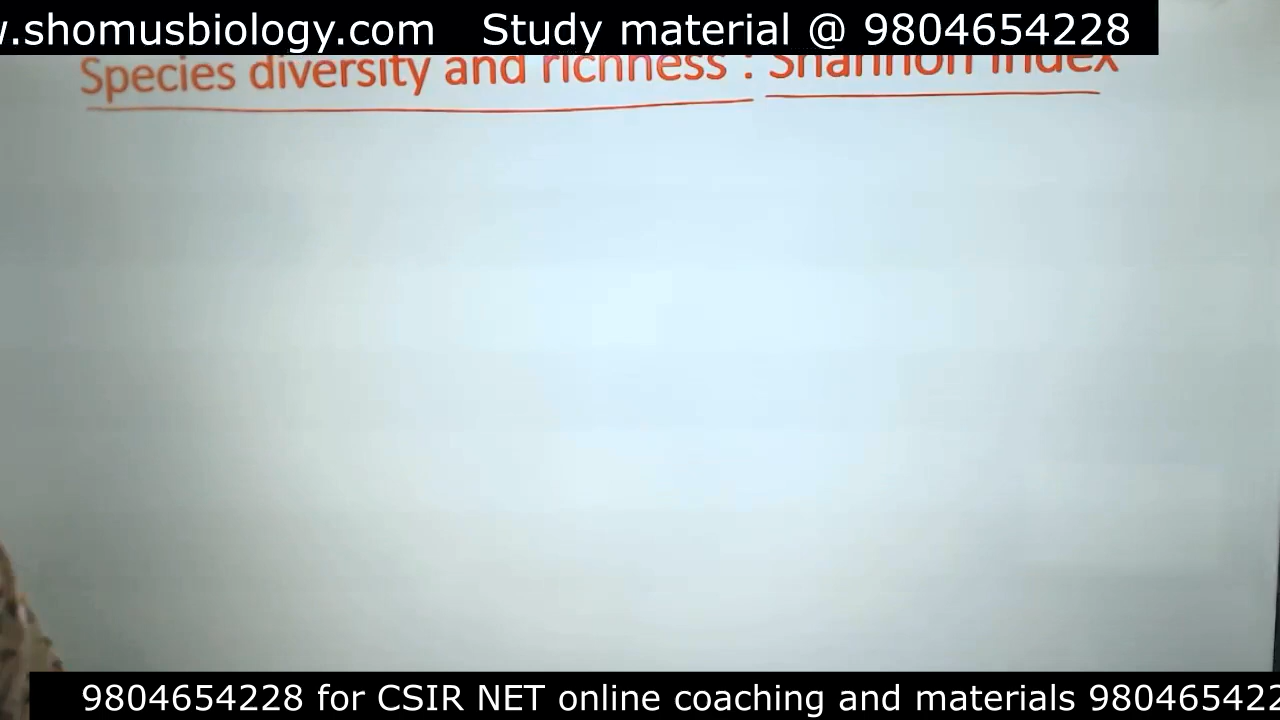 w.shomusbiology.com Study material @ 9804654228
Species diversity and richness : Shannon Index
9804654228 for CSIR NET online coaching and materials 980465422